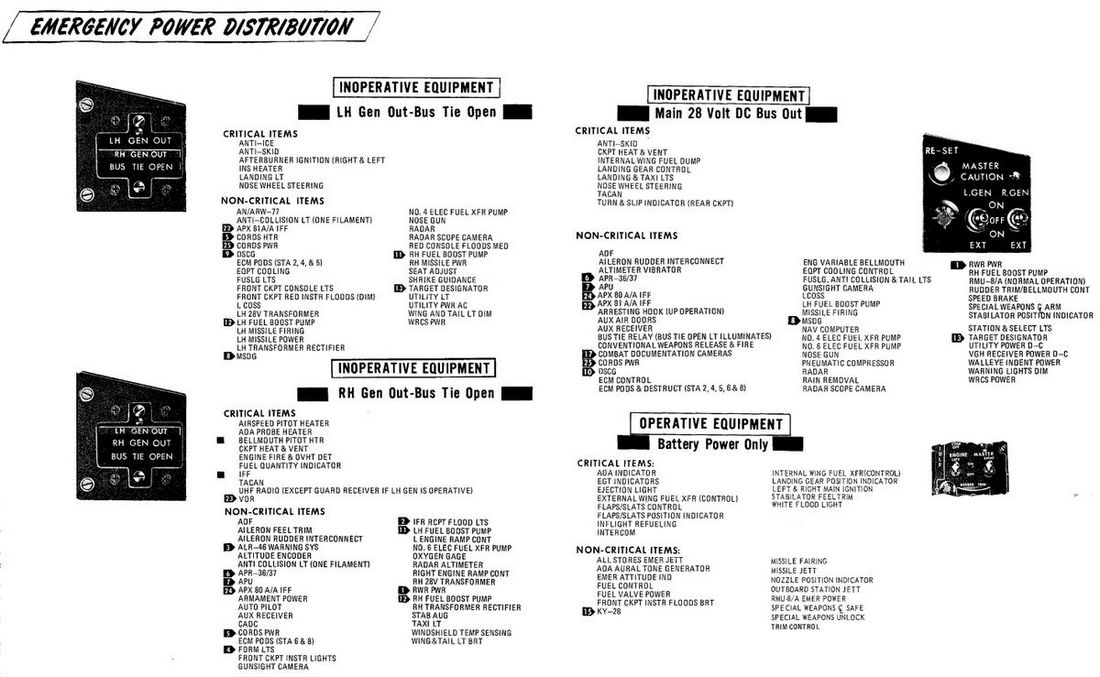 EMERGENCY POWER DISTRIBUTION
LH GEN OUT
RH GEN OUT
BUS TIE OPEN
INOPERATIVE EQUIPMENT
LH Gen Out-Bus Tie Open
CRITICAL ITEMS
ANTI-ICE
ANTI-SKID
AFTERBURNER IGNITION (RIGHT & LEFT
INS HEATER
LANDING LT
NOSE WHEEL STEERING
NON-CRITICAL ITEMS
AN/ARW-77
ANTI-COLLISION LT (ONE FILAMENT)
22 APX 81A/A IFF
5 CORDS HTR
25 CORDS PWR
9 DSCG
ECM PODS (STA 2, 4, & 5)
EQPT COOLING
FUSLG LTS
FRONT CKPT CONSOLE LTS
FRONT CKPT RED INSTR FLOODS (DIM)
L COSS
LH 28V TRANSFORMER
12 LH FUEL BOOST PUMP
LH MISSILE FIRING
LH MISSILE POWER
LH TRANSFORMER RECTIFIER
8 MSDG
NO. 4 ELEC FUEL XFR PUMP
NOSE GUN
RADAR
RADAR SCOPE CAMERA
RED CONSOLE FLOODS MED
11 RH FUEL BOOST PUMP
RH MISSILE PWR
SEAT ADJUST
SHRIKE GUIDANCE
13 TARGET DESIGNATOR
UTILITY LT
UTILITY PWR AC
WING AND TAIL LT DIM
WRCS PWR
LH GEN OUT
RH GEN OUT
BUS TIE OPEN
INOPERATIVE EQUIPMENT
RH Gen Out-Bus Tie Open
CRITICAL ITEMS
AIRSPEED PITOT HEATER
AOA PROBE HEATER
BELLMOUTH PITOT HTR
CKPT HEAT & VENT
ENGINE FIRE & OVHT DET
FUEL QUANTITY INDICATOR
IFF
TACAN
UHF RADIO (EXCEPT GUARD RECEIVER IF LH GEN IS OPERATIVE)
23 VOR
NON-CRITICAL ITEMS
ADF
AILERON FEEL TRIM
AILERON RUDDER INTERCONNECT
3 ALR-46 WARNING SYS
ALTITUDE ENCODER
ANTI COLLISION LT (ONE FILAMENT)
6 APR-36/37
7 APU
24 APX 80 A/A IFF
ARMAMENT POWER
AUTO PILOT
AUX RECEIVER
CADC
5 CORDS PWR
ECM PODS (STA 6 & 8)
4 FORM LTS
FRONT CKPT INSTR LIGHTS
GUNSIGHT CAMERA
2 IFR RCPT FLOOD LTS
11 LH FUEL BOOST PUMP
L ENGINE RAMP CONT
NO. 6 ELEC FUEL XFR PUMP
OXYGEN GAGE
RADAR ALTIMETER
RIGHT ENGINE RAMP CONT
RH 28V TRANSFORMER
1 RWR PWR
12 RH FUEL BOOST PUMP
RH TRANSFORMER RECTIFIER
STAB AUG
TAXI LT
WINDSHIELD TEMP SENSING
WING & TAIL LT BRT
INOPERATIVE EQUIPMENT
Main 28 Volt DC Bus Out
CRITICAL ITEMS
ANTI-SKID
CKPT HEAT & VENT
INTERNAL WING FUEL DUMP
LANDING GEAR CONTROL
LANDING & TAXI LTS
NOSE WHEEL STEERING
TACAN
TURN & SLIP INDICATOR (REAR CKPT)
RE-SET
MASTER
CAUTION
L.GEN R.GEN
ON
OFF
ON
EXT EXT
NON-CRITICAL ITEMS
ADF
AILERON RUDDER INTERCONNECT
ALTIMETER VIBRATOR
6 APR-36/37
7 APU
24 APX 80 A/A IFF
22 APX 81 A/A IFF
ARRESTING HOOK (UP OPERATION)
AUX AIR DOORS
AUX RECEIVER
BUS TIE RELAY (BUS TIE OPEN LT ILLUMINATES)
CONVENTIONAL WEAPONS RELEASE & FIRE
17 COMBAT DOCUMENTATION CAMERAS
25 CORDS PWR
10 DSCG
ECM CONTROL
ECM PODS & DESTRUCT (STA 2, 4, 5, 6 & 8)
ENG VARIABLE BELLMOUTH
EQPT COOLING CONTROL
FUSLG, ANTI COLLISION & TAIL LTS
GUNSIGHT CAMERA
LCOSS
LH FUEL BOOST PUMP
MISSILE FIRING
8 MSDG
NAV COMPUTER
NO. 4 ELEC FUEL XFR PUMP
NO. 6 ELEC FUEL XFR PUMP
NOSE GUN
PNEUMATIC COMPRESSOR
RADAR
RAIN REMOVAL
RADAR SCOPE CAMERA
1 RWR PWR
RH FUEL BOOST PUMP
RMU-8/A (NORMAL OPERATION)
RUDDER TRIM/BELLMOUTH CONT
SPEED BRAKE
SPECIAL WEAPONS ȼ ARM
STABILATOR POSITION INDICATOR
STATION & SELECT LTS
13 TARGET DESIGNATOR
UTILITY POWER D-C
VGH RECEIVER POWER D-C
WALLEYE INDENT POWER
WARNING LIGHTS DIM
WRCS POWER
OPERATIVE EQUIPMENT
Battery Power Only
CRITICAL ITEMS:
AOA INDICATOR
EGT INDICATORS
EJECTION LIGHT
EXTERNAL WING FUEL XFR (CONTROL)
FLAPS/SLATS CONTROL
FLAPS/SLATS POSITION INDICATOR
INFLIGHT REFUELING
INTERCOM
INTERNAL WING FUEL XFR(CONTROL)
LANDING GEAR POSITION INDICATOR
LEFT & RIGHT MAIN IGNITION
STABILATOR FEEL TRIM
WHITE FLOOD LIGHT
ENGINE MASTER
NON-CRITICAL ITEMS:
ALL STORES EMER JETT
AOA AURAL TONE GENERATOR
EMER ATTITUDE IND
FUEL CONTROL
FUEL VALVE POWER
FRONT CKPT INSTR FLOODS BRT
15 KY-28
MISSILE FAIRING
MISSILE JETT
NOZZLE POSITION INDICATOR
OUTBOARD STATION JETT
RMU-8/A EMER POWER
SPECIAL WEAPONS ȼ SAFE
SPECIAL WEAPONS UNLOCK
TRIM CONTROL